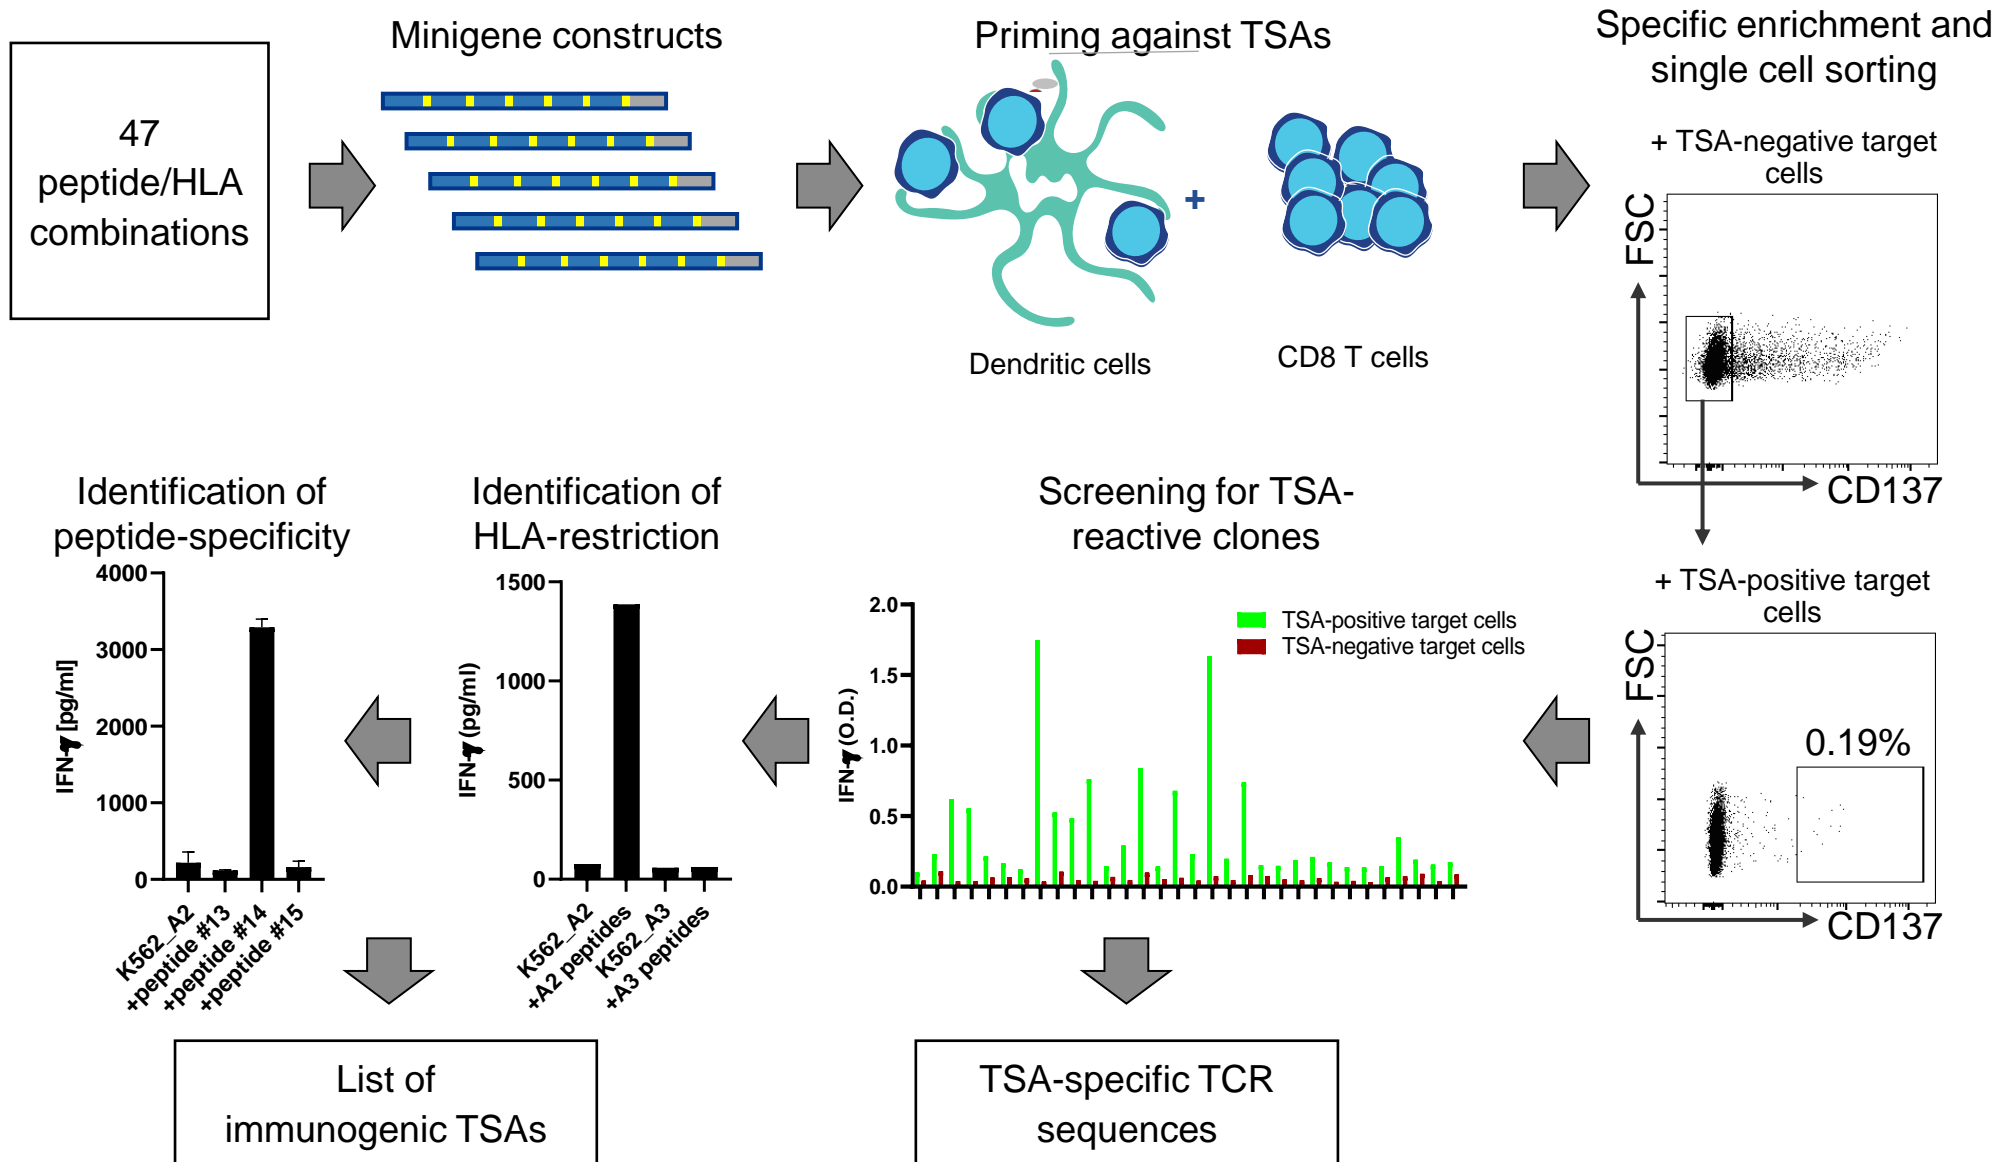 47
peptide/HLA
combinations
Minigene constructs
Priming against TSAs
+
Dendritic cells
CD8 T cells
Specific enrichment and
single cell sorting
+ TSA-negative target
cells
FSC
CD137
+ TSA-positive target
cells
FSC
0.19%
CD137
Screening for TSA-
reactive clones
TSA-positive target cells
TSA-negative target cells
IFN-γ (O.D.)
2.0
1.5
1.0
0.5
0.0
Identification of
HLA-restriction
IFN-γ (pg/ml)
1500
1000
500
0
K562_A2
+A2 peptides
K562_A3
+A3 peptides
Identification of
peptide-specificity
IFN-γ [pg/ml]
4000
3000
2000
1000
0
K562_A2
+peptide #13
+peptide #14
+peptide #15
List of
immunogenic TSAs
TSA-specific TCR
sequences